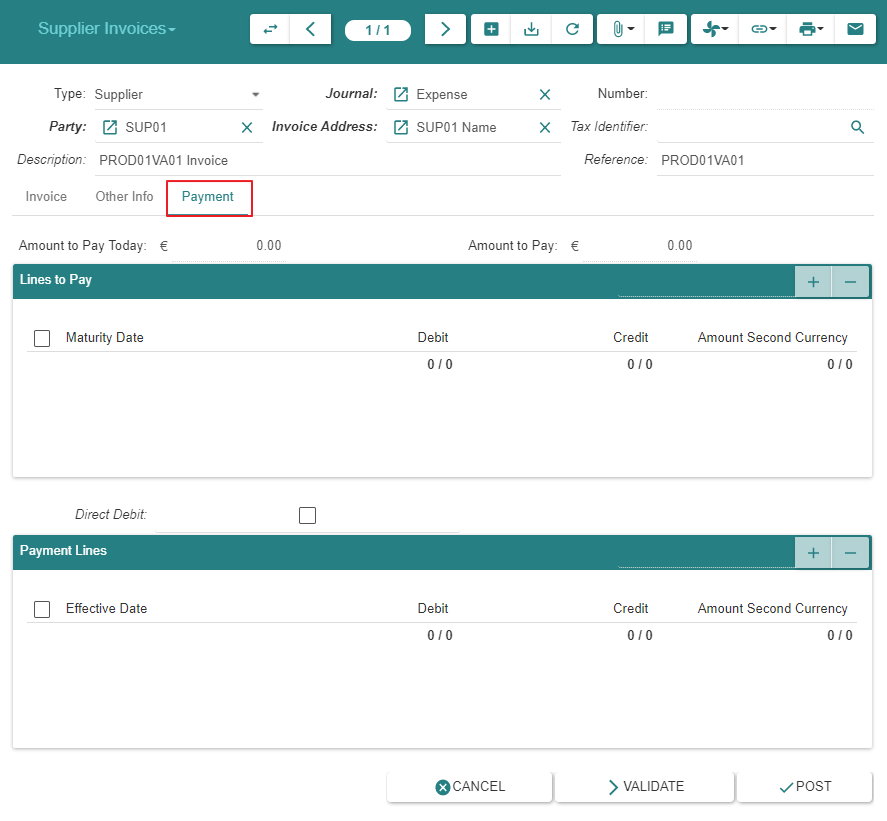 Supplier Invoices
1 / 1
Type: Supplier Journal: Expense Number:
Party: SUP01 Invoice Address: SUP01 Name Tax Identifier:
Description: PROD01VA01 Invoice Reference: PROD01VA01
Invoice Other Info Payment
Amount to Pay Today: € 0.00 Amount to Pay: € 0.00
Lines to Pay
Maturity Date Debit Credit Amount Second Currency
0 / 0 0 / 0 0 / 0
Direct Debit:
Payment Lines
Effective Date Debit Credit Amount Second Currency
0 / 0 0 / 0 0 / 0
CANCEL VALIDATE POST